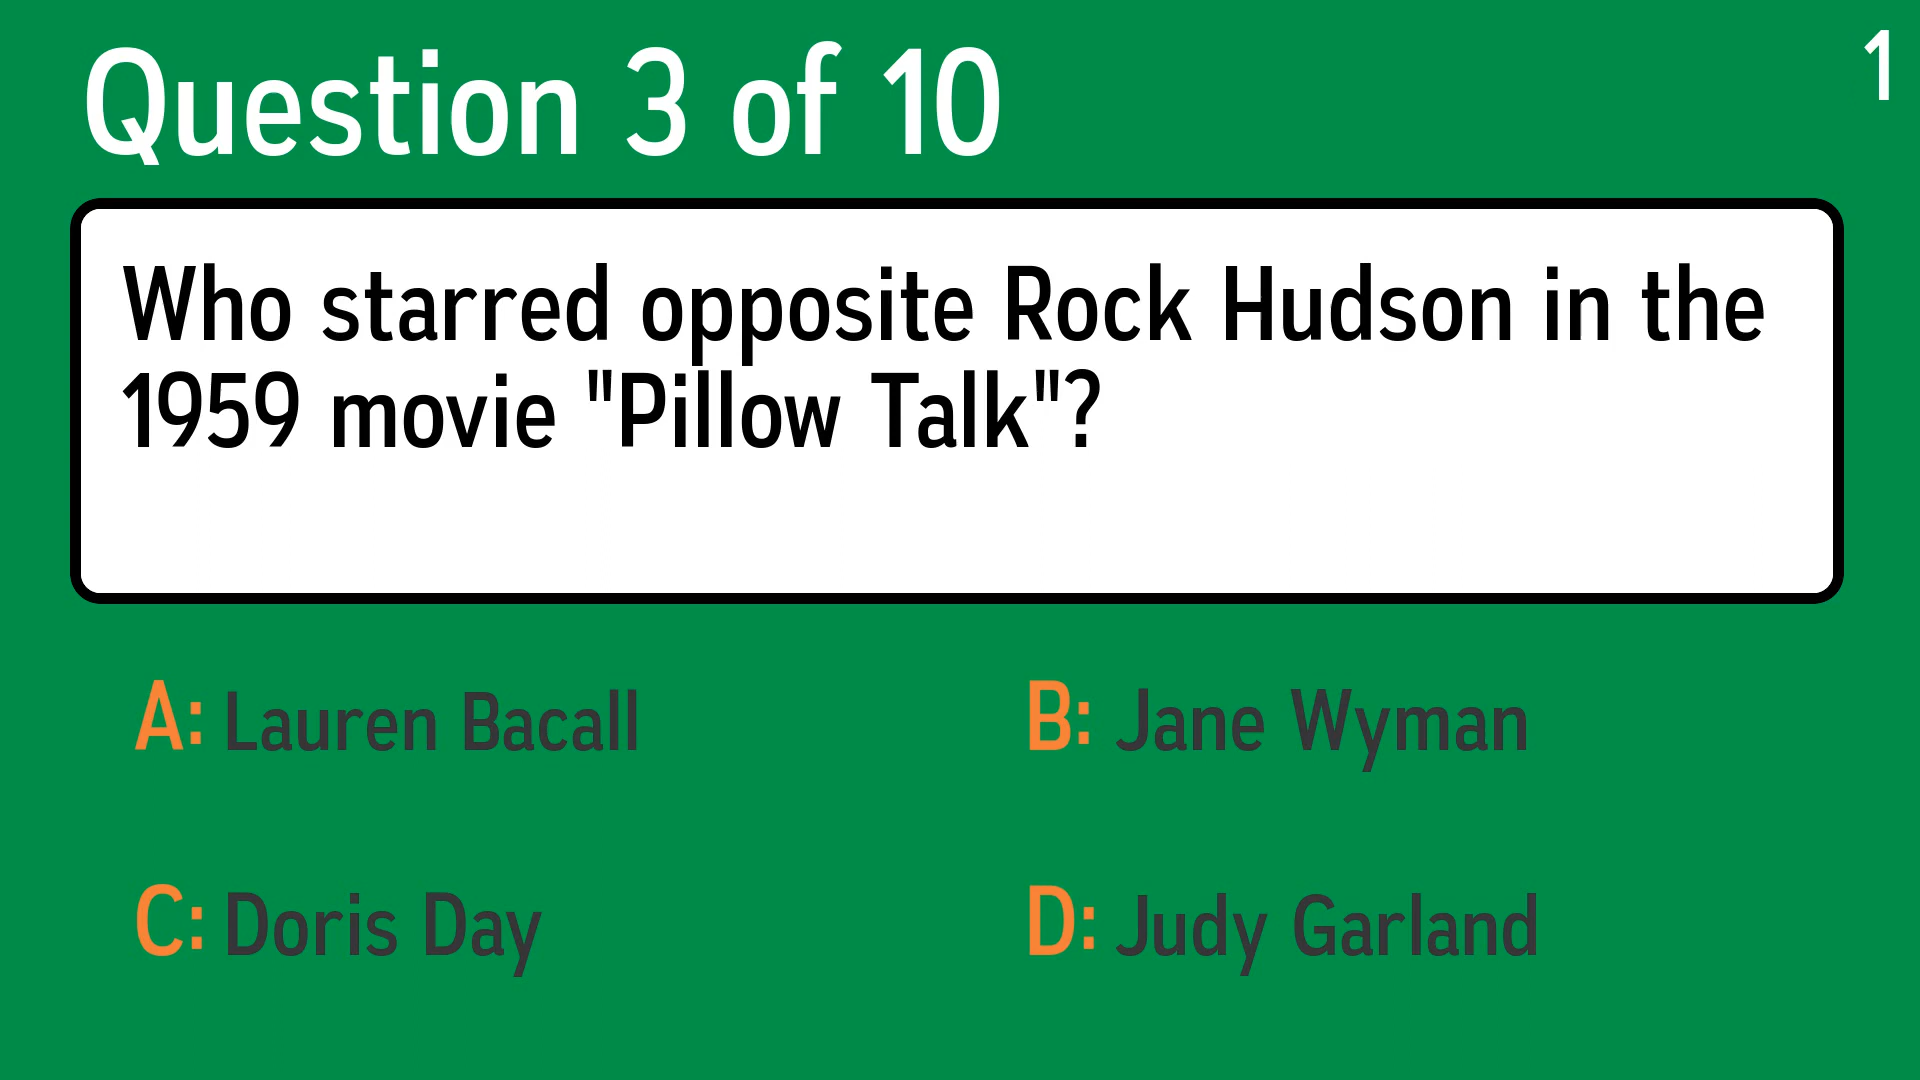 Question 3 of 10
1
Who starred opposite Rock Hudson in the
1959 movie "Pillow Talk"?
A: Lauren Bacall
B: Jane Wyman
C: Doris Day
D: Judy Garland